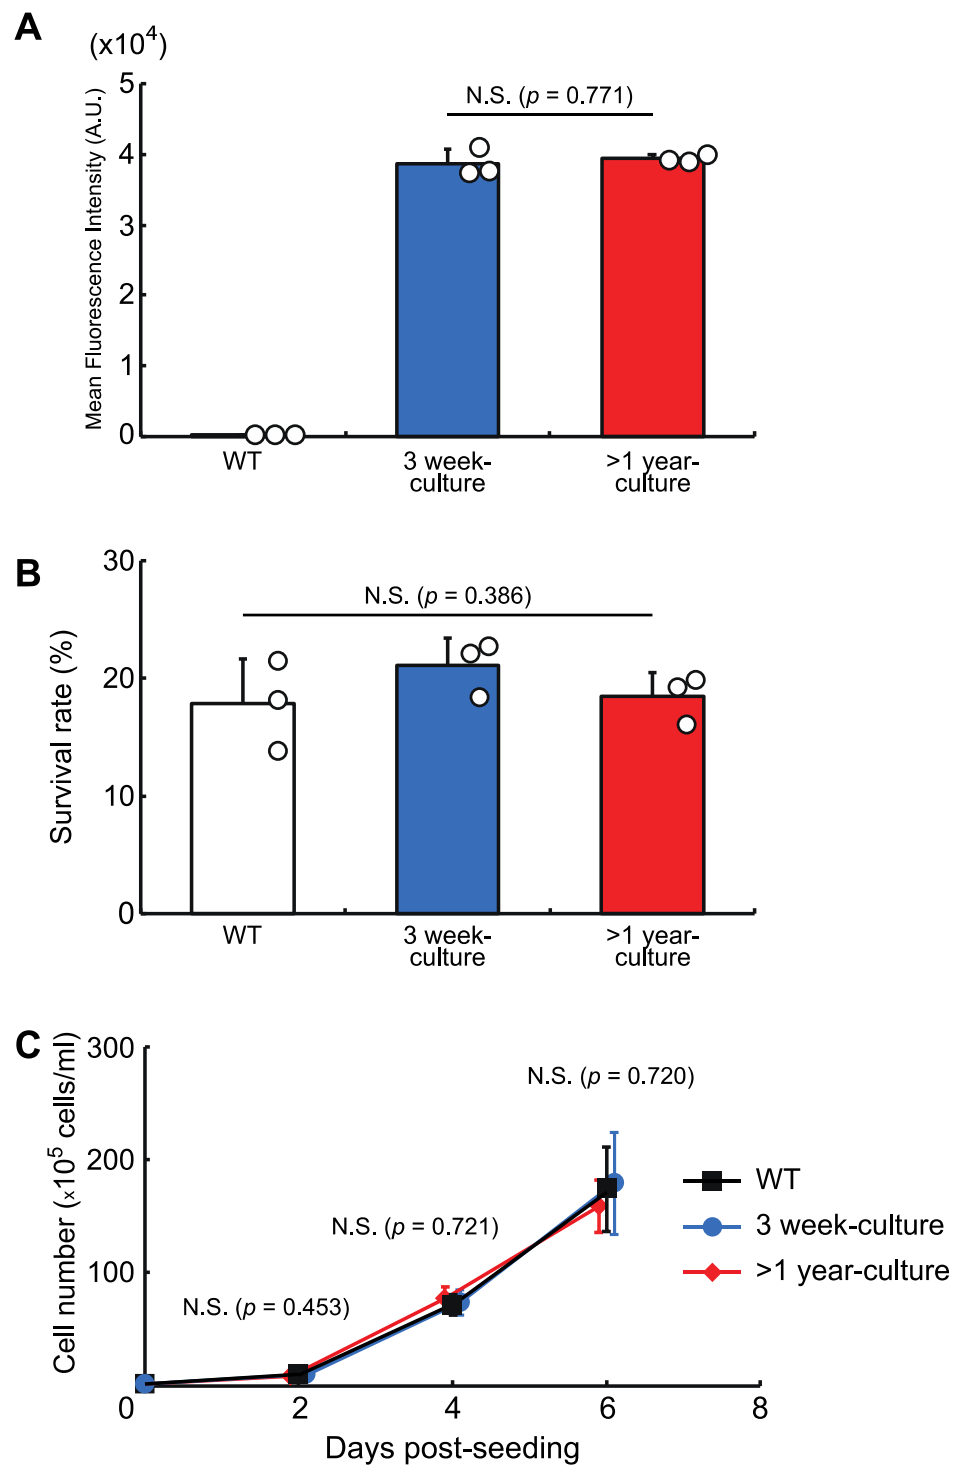 A
(x10⁴)
Mean Fluorescence Intensity (A.U.)
5
4
3
2
1
0
N.S. (p = 0.771)
WT
3 week-
culture
>1 year-
culture
B
Survival rate (%)
30
20
10
0
N.S. (p = 0.386)
WT
3 week-
culture
>1 year-
culture
C
Cell number (x10⁵ cells/ml)
300
200
100
0
N.S. (p = 0.720)
N.S. (p = 0.721)
N.S. (p = 0.453)
WT
3 week-culture
>1 year-culture
2
4
6
8
Days post-seeding